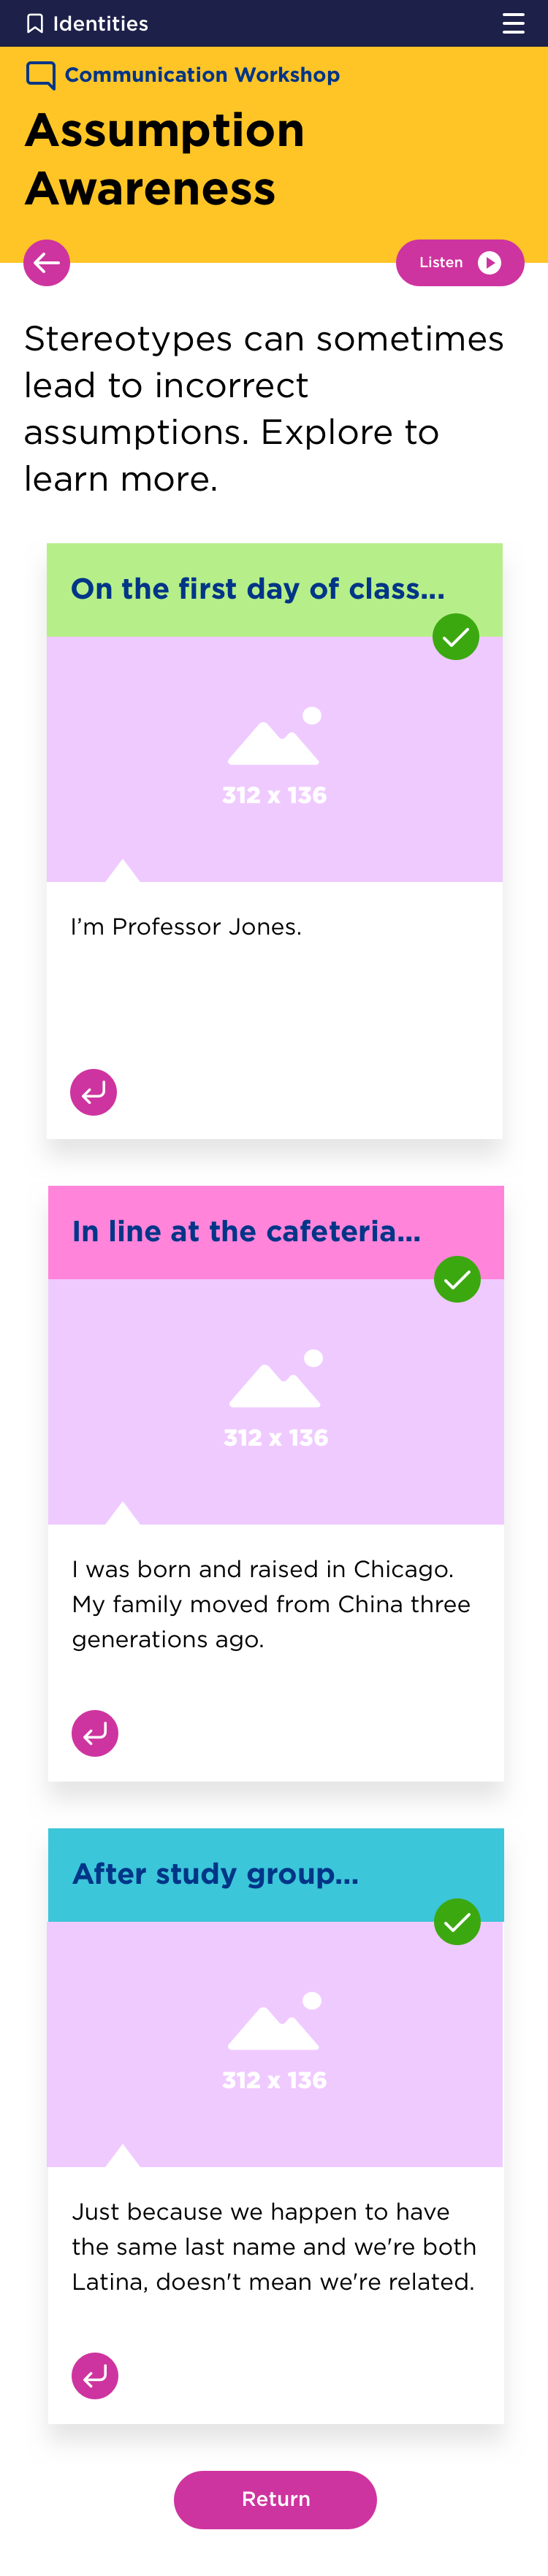 Identities
Communication Workshop
Assumption
Awareness
Listen
Stereotypes can sometimes
lead to incorrect
assumptions. Explore to
learn more.
On the first day of class...
312 x 136
I’m Professor Jones.
In line at the cafeteria...
312 x 136
I was born and raised in Chicago.
My family moved from China three
generations ago.
After study group...
312 x 136
Just because we happen to have
the same last name and we're both
Latina, doesn't mean we're related.
Return